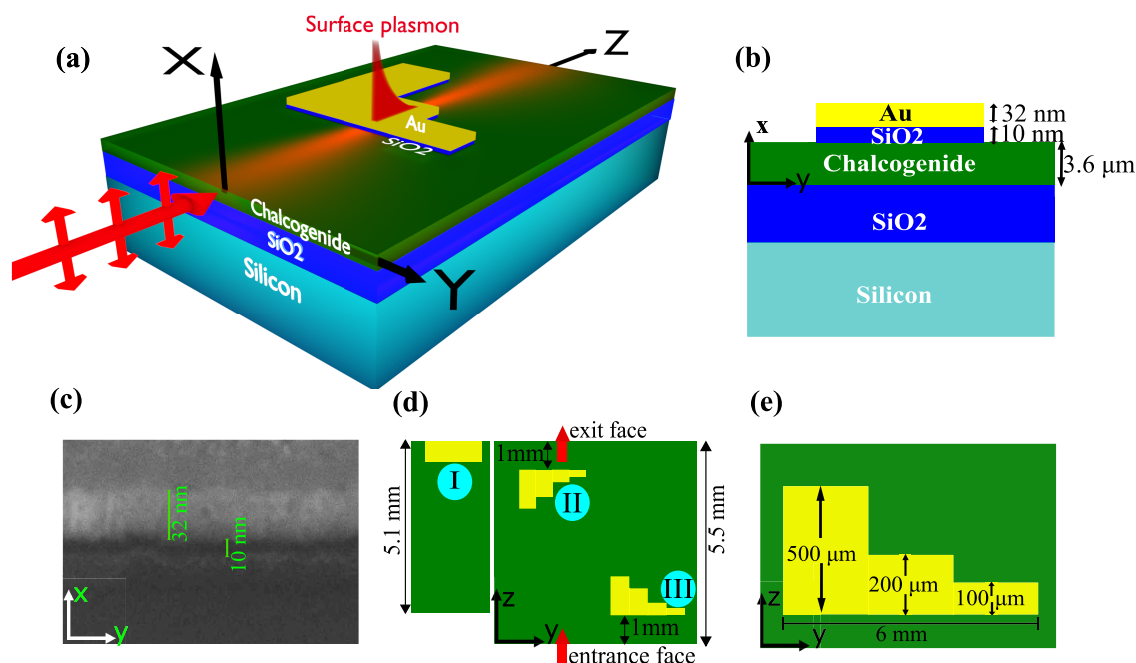 (a)
Surface plasmon
X
Z
Au
SiO2
Chalcogenide
SiO2
Silicon
Y
(b)
x
Au
32 nm
SiO2
10 nm
Chalcogenide
3.6 μm
y
SiO2
Silicon
(c)
32 nm
10 nm
x
y
(d)
exit face
1mm
I
II
5.1 mm
5.5 mm
III
z
y
1mm
entrance face
(e)
500 μm
200 μm
100 μm
z
y
6 mm